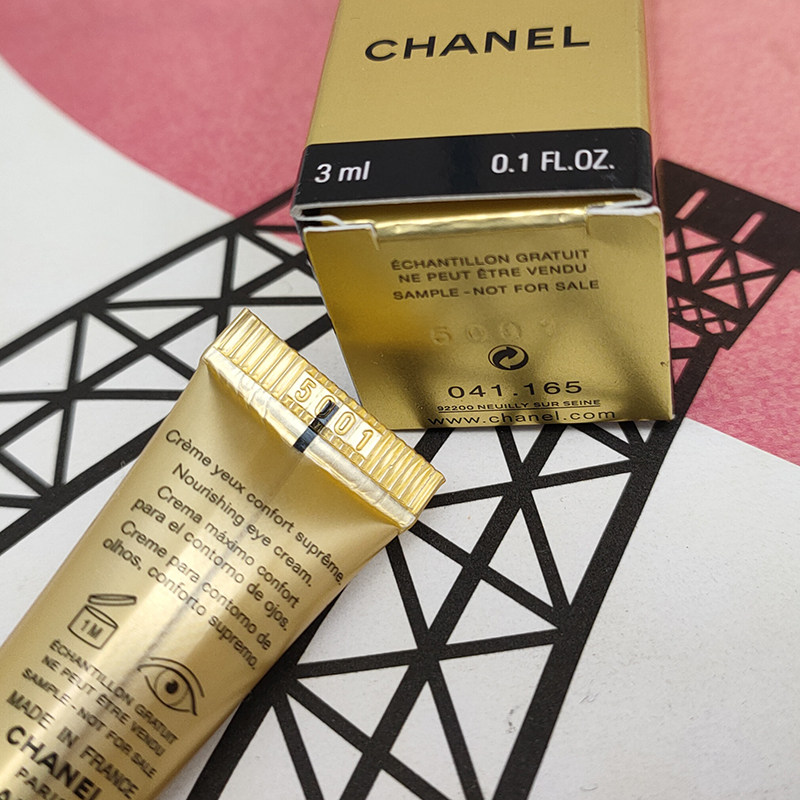 CHANEL
3 ml 0.1 FL.OZ.
ÉCHANTILLON GRATUIT
NE PEUT ÊTRE VENDU
SAMPLE - NOT FOR SALE
041.165
92200 NEUILLY SUR SEINE
www.chanel.com
5001
Crème yeux confort suprême.
Nourishing eye cream.
Crema máximo confort
para el contorno de ojos.
Creme para contorno de
olhos, conforto supremo.
1M
ÉCHANTILLON GRATUIT
NE PEUT ÊTRE VENDU
SAMPLE - NOT FOR SALE
MADE IN FRANCE
CHANEL